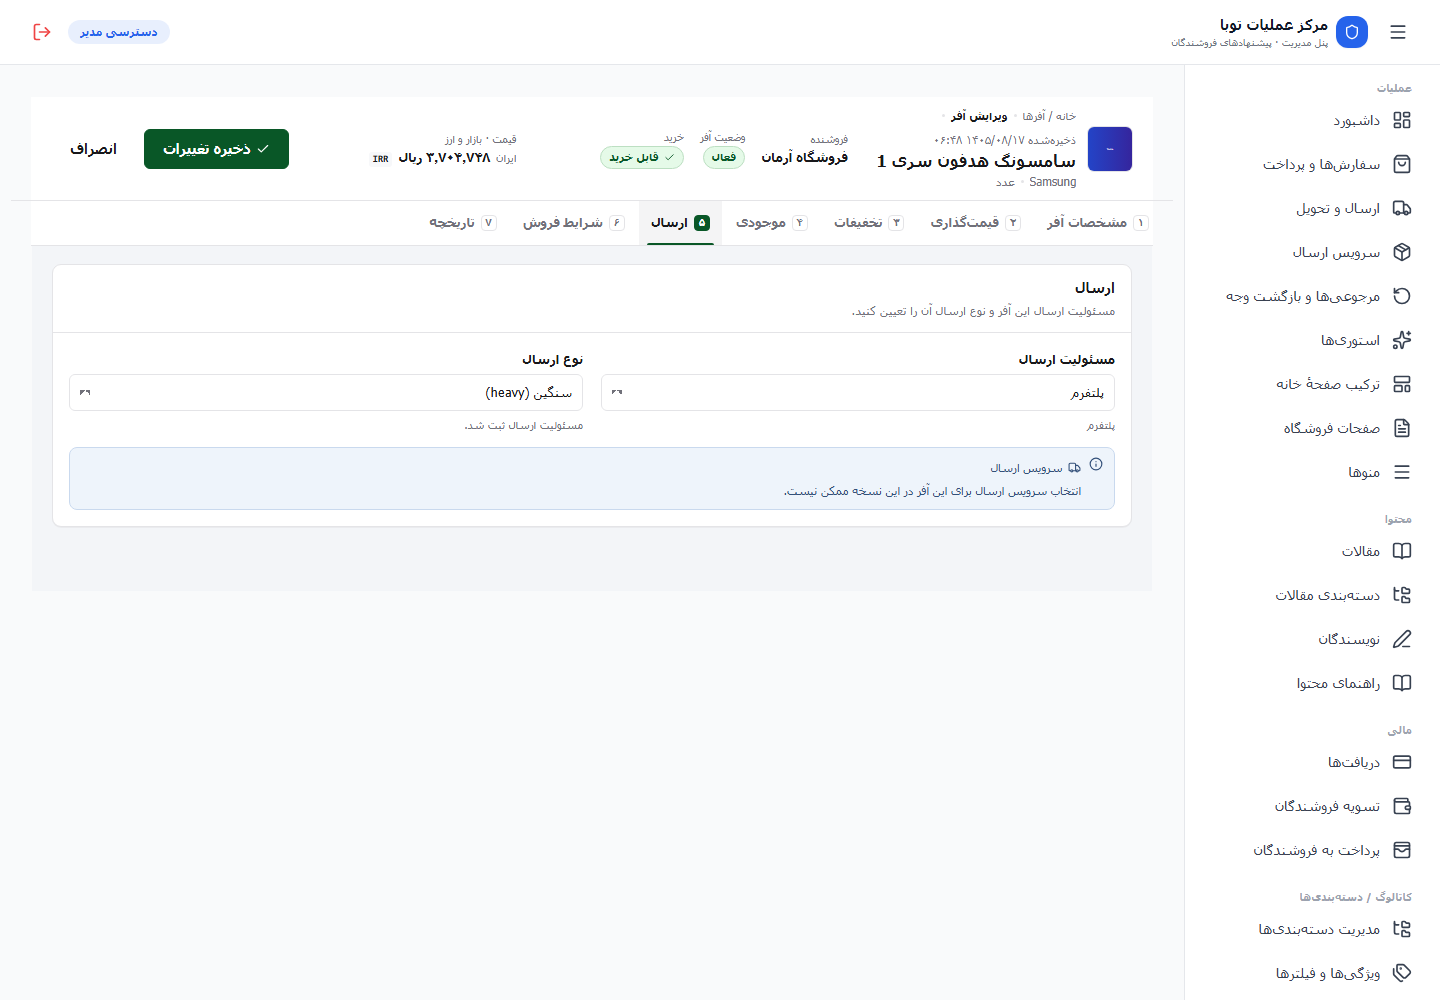 مرکز عملیات توبا
پنل مدیریت · پیشنهادهای فروشندگان
دسترسی مدیر
عملیات
داشبورد
سفارش‌ها و پرداخت
ارسال و تحویل
سرویس ارسال
مرجوعی‌ها و بازگشت وجه
استوری‌ها
ترکیب صفحهٔ خانه
صفحات فروشگاه
منوها
محتوا
مقالات
دسته‌بندی مقالات
نویسندگان
راهنمای محتوا
مالی
دریافت‌ها
تسویه فروشندگان
پرداخت به فروشندگان
کاتالوگ / دسته‌بندی‌ها
مدیریت دسته‌بندی‌ها
ویژگی‌ها و فیلترها
خانه / آفرها · ویرایش آفر ·
ذخیره‌شده ۱۴۰۵/۰۸/۱۷ ۰۶:۴۸
سامسونگ هدفون سری 1
Samsung · عدد
فروشنده
فروشگاه آرمان
وضعیت آفر
فعال
خرید
قابل خرید
قیمت · بازار و ارز
ایران ۳,۷۰۴,۷۴۸ ریال IRR
ذخیره تغییرات
انصراف
۱ مشخصات آفر
۲ قیمت‌گذاری
۳ تخفیفات
۴ موجودی
۵ ارسال
۶ شرایط فروش
۷ تاریخچه
ارسال
مسئولیت ارسال این آفر و نوع ارسال آن را تعیین کنید.
مسئولیت ارسال
پلتفرم
پلتفرم
نوع ارسال
سنگین (heavy)
مسئولیت ارسال ثبت شد.
سرویس ارسال
انتخاب سرویس ارسال برای این آفر در این نسخه ممکن نیست.